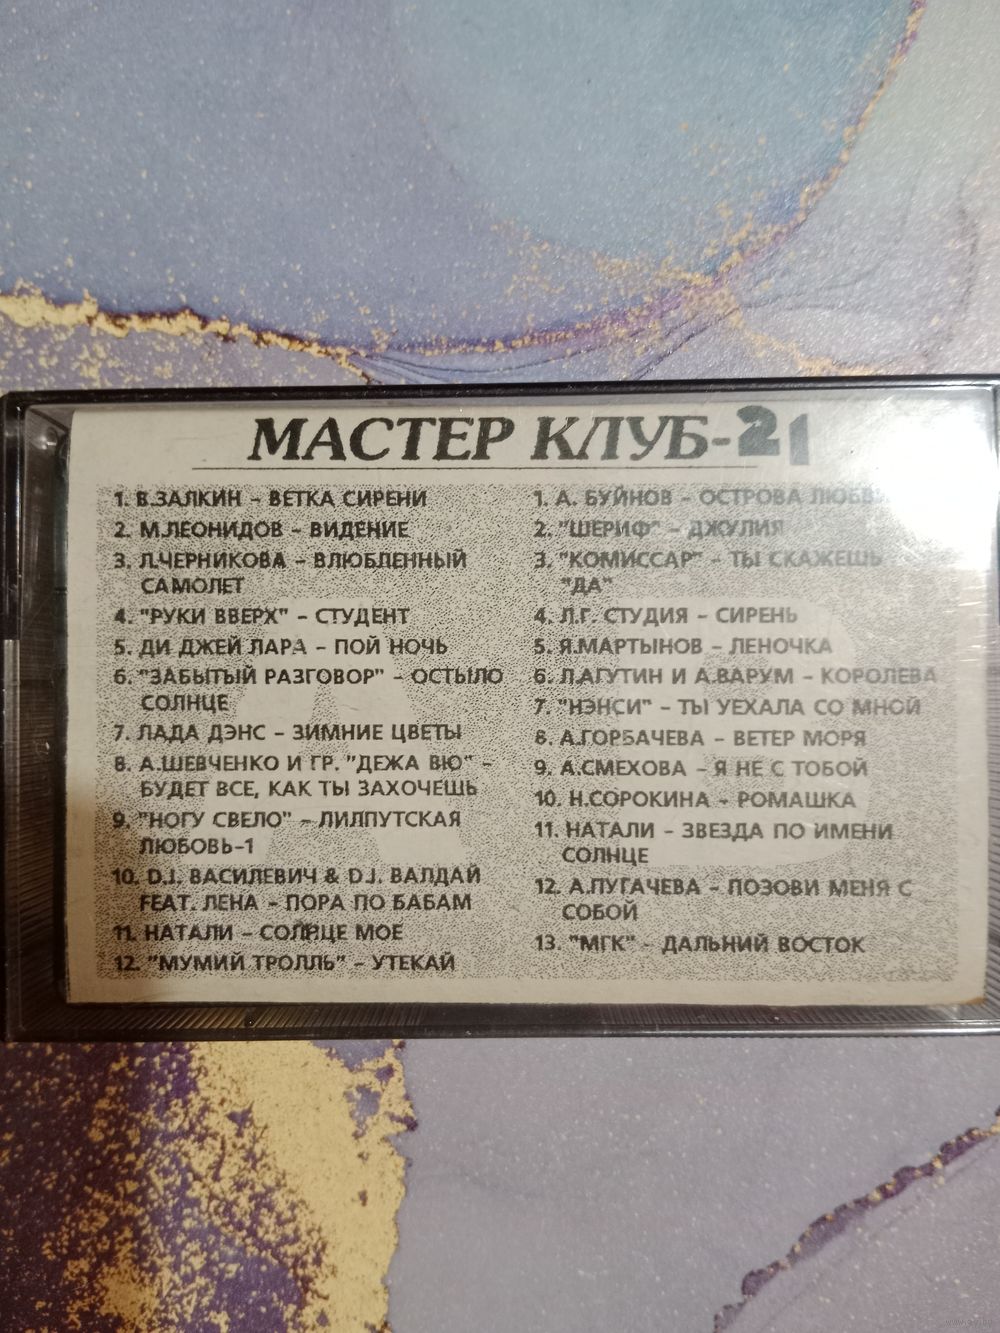 МАСТЕР КЛУБ-21
1. В.ЗАЛКИН – ВЕТКА СИРЕНИ
2. М.ЛЕОНИДОВ – ВИДЕНИЕ
3. Л.ЧЕРНИКОВА – ВЛЮБЛЕННЫЙ
САМОЛЕТ
4. "РУКИ ВВЕРХ" – СТУДЕНТ
5. ДИ ДЖЕЙ ЛАРА – ПОЙ НОЧЬ
6. "ЗАБЫТЫЙ РАЗГОВОР" – ОСТЫЛО
СОЛНЦЕ
7. ЛАДА ДЭНС – ЗИМНИЕ ЦВЕТЫ
8. А.ШЕВЧЕНКО И ГР. "ДЕЖА ВЮ" –
БУДЕТ ВСЕ, КАК ТЫ ЗАХОЧЕШЬ
9. "НОГУ СВЕЛО" – ЛИЛПУТСКАЯ
ЛЮБОВЬ-1
10. D.J. ВАСИЛЕВИЧ & D.J. ВАЛДАЙ
FEAT. ЛЕНА – ПОРА ПО БАБАМ
11. НАТАЛИ – СОЛНЦЕ МОЕ
12. "МУМИЙ ТРОЛЛЬ" – УТЕКАЙ
1. А. БУЙНОВ – ОСТРОВА
2. "ШЕРИФ" – ДЖУЛИЯ
3. "КОМИССАР" – ТЫ СКАЖЕШЬ
"ДА"
4. Л.Г. СТУДИЯ – СИРЕНЬ
5. Я.МАРТЫНОВ – ЛЕНОЧКА
6. Л.АГУТИН И А.ВАРУМ – КОРОЛЕВА
7. "НЭНСИ" – ТЫ УЕХАЛА СО МНОЙ
8. А.ГОРБАЧЕВА – ВЕТЕР МОРЯ
9. А.СМЕХОВА – Я НЕ С ТОБОЙ
10. Н.СОРОКИНА – РОМАШКА
11. НАТАЛИ – ЗВЕЗДА ПО ИМЕНИ
СОЛНЦЕ
12. А.ПУГАЧЕВА – ПОЗОВИ МЕНЯ С
СОБОЙ
13. "МГК" – ДАЛЬНИЙ ВОСТОК